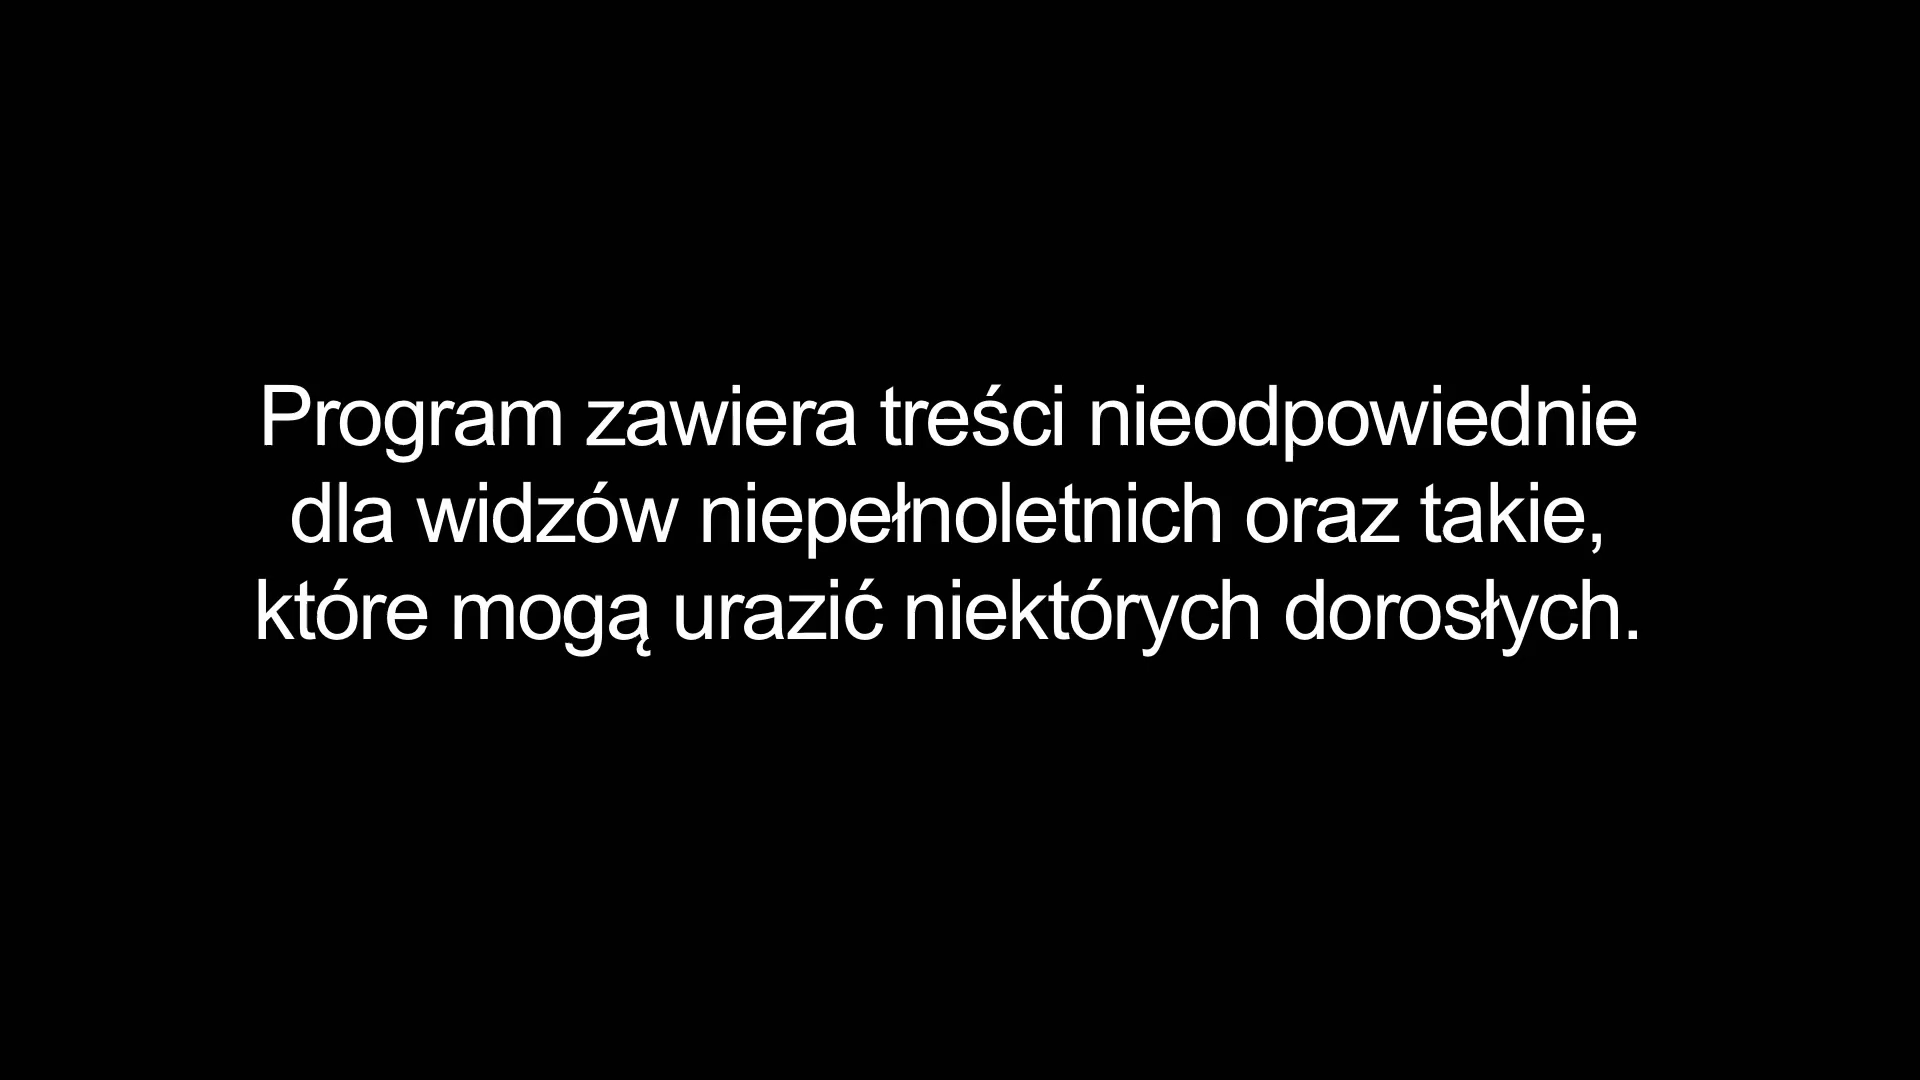 Program zawiera treści nieodpowiednie
dla widzów niepełnoletnich oraz takie,
które mogą urazić niektórych dorosłych.